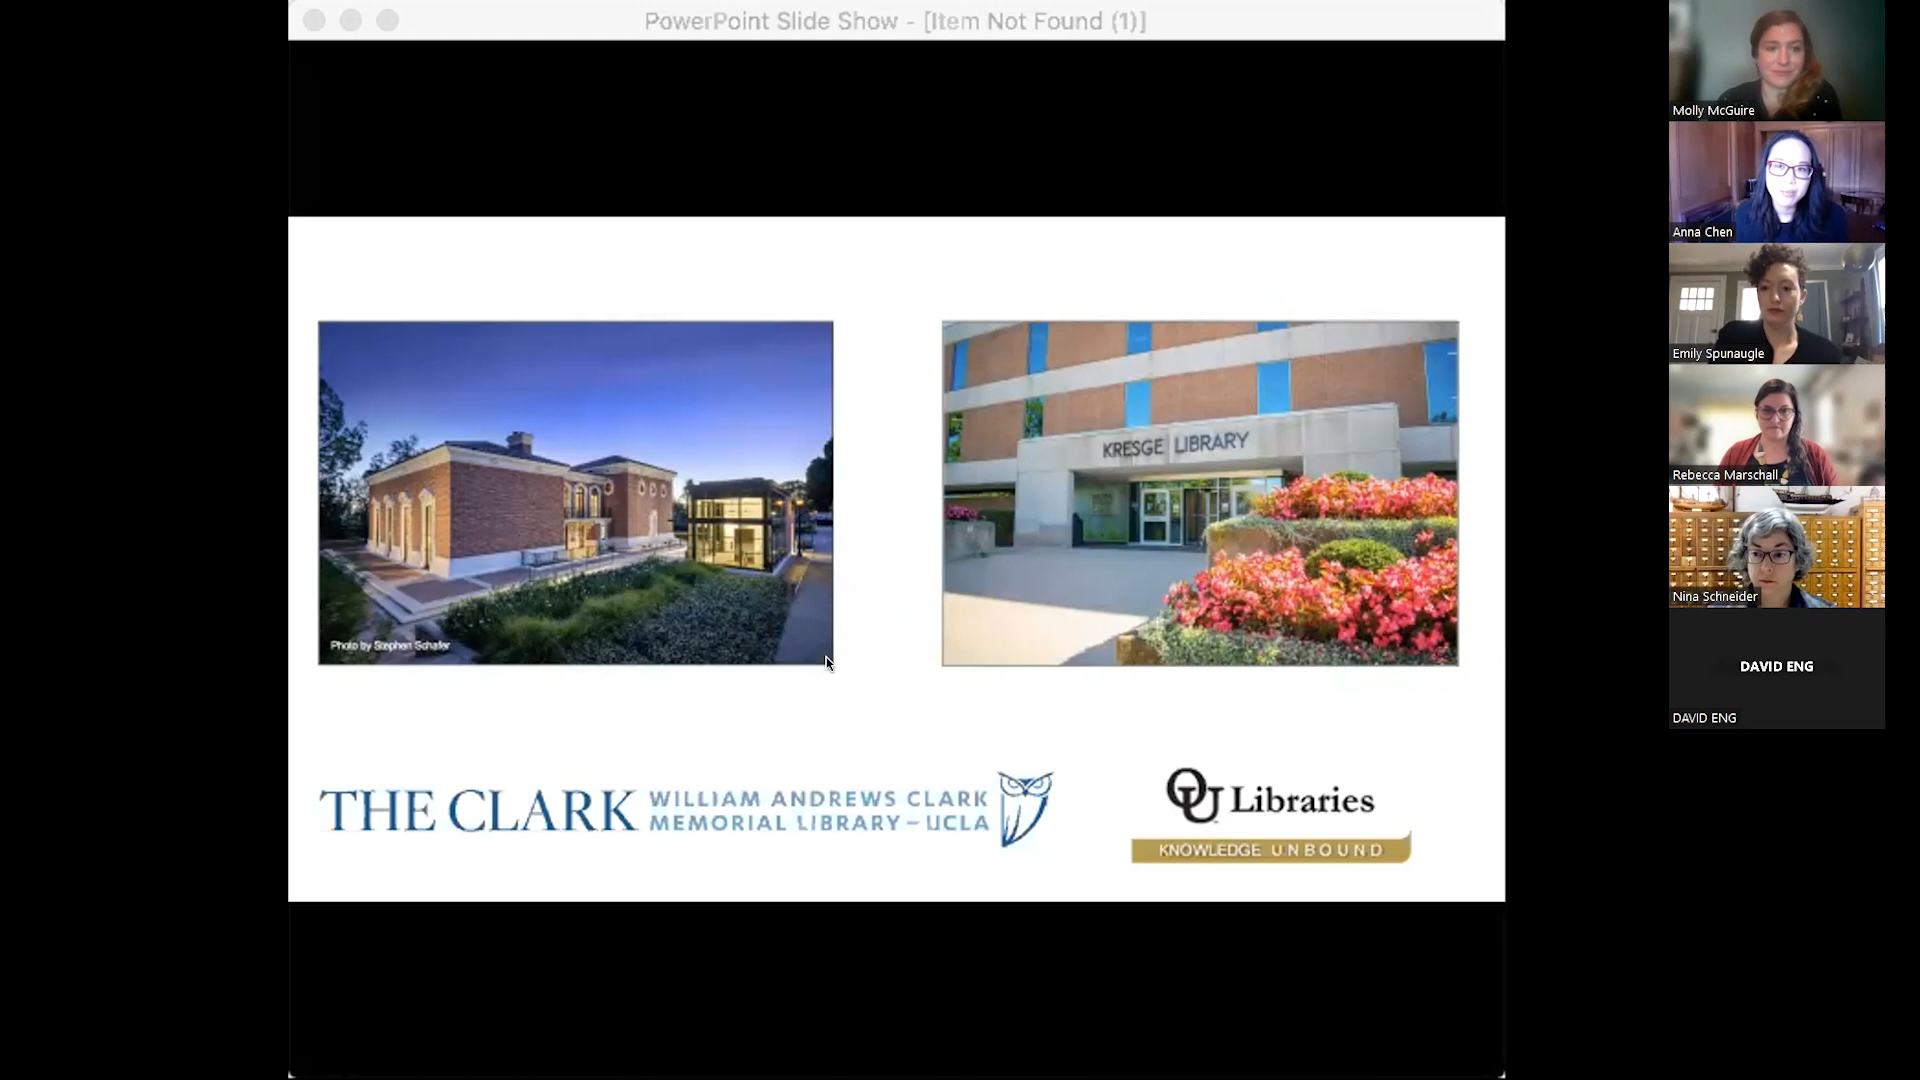 PowerPoint Slide Show - [Item Not Found (1)]
KRESGE LIBRARY
Photo by Stephen Schafer
THE CLARK
WILLIAM ANDREWS CLARK
MEMORIAL LIBRARY – UCLA
OU Libraries
KNOWLEDGE UNBOUND
Molly McGuire
Anna Chen
Emily Spunaugle
Rebecca Marschall
Nina Schneider
DAVID ENG
DAVID ENG